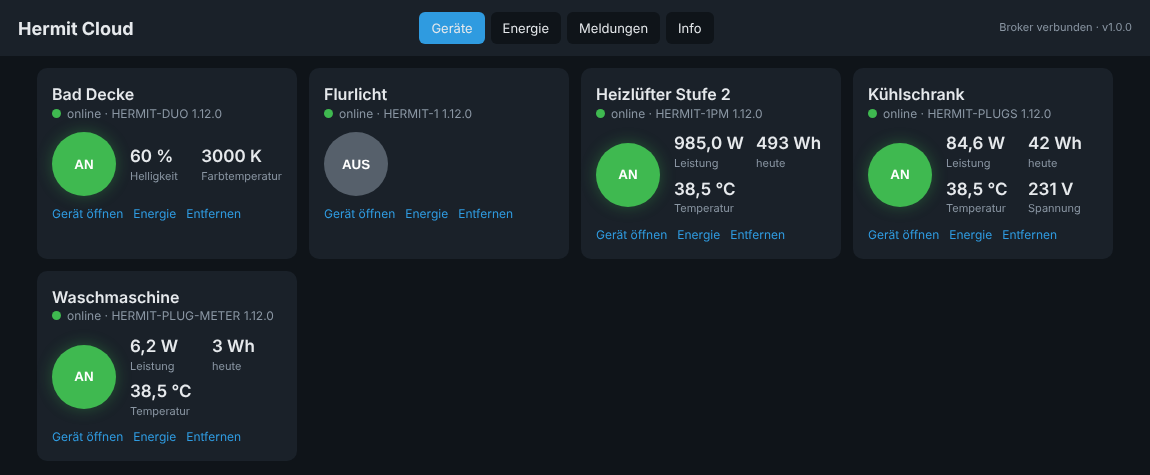 Hermit Cloud
Geräte
Energie
Meldungen
Info
Broker verbunden · v1.0.0
Bad Decke
online · HERMIT-DUO 1.12.0
AN
60 %
3000 K
Helligkeit
Farbtemperatur
Gerät öffnen Energie Entfernen
Flurlicht
online · HERMIT-1 1.12.0
AUS
Gerät öffnen Energie Entfernen
Heizlüfter Stufe 2
online · HERMIT-1PM 1.12.0
AN
985,0 W
493 Wh
Leistung
heute
38,5 °C
Temperatur
Gerät öffnen Energie Entfernen
Kühlschrank
online · HERMIT-PLUGS 1.12.0
AN
84,6 W
42 Wh
Leistung
heute
38,5 °C
231 V
Temperatur
Spannung
Gerät öffnen Energie Entfernen
Waschmaschine
online · HERMIT-PLUG-METER 1.12.0
AN
6,2 W
3 Wh
Leistung
heute
38,5 °C
Temperatur
Gerät öffnen Energie Entfernen